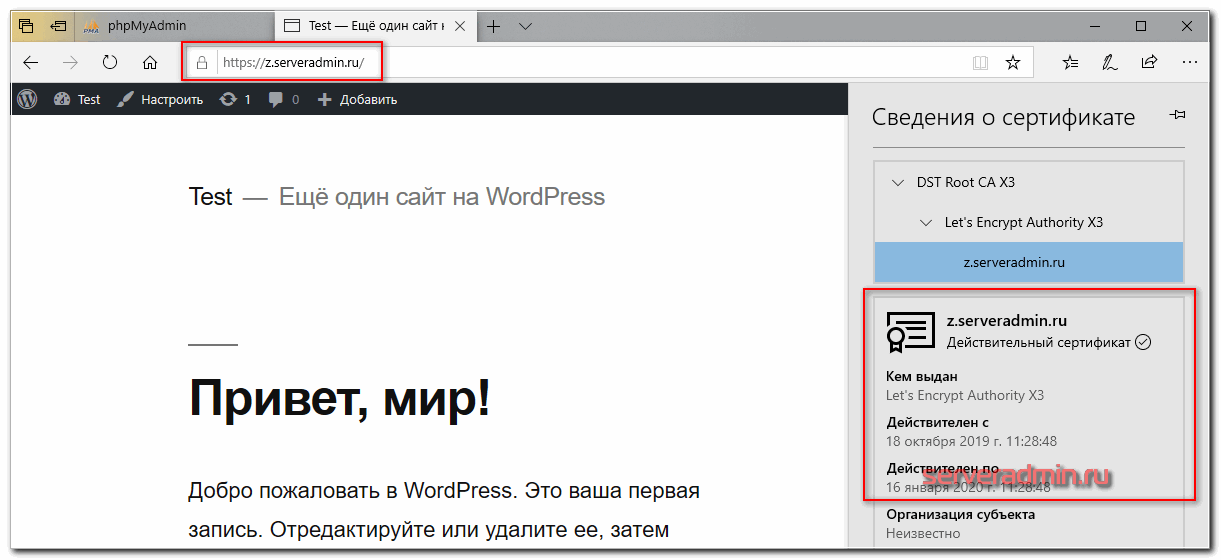 phpMyAdmin
Test — Ещё один сайт н
https://z.serveradmin.ru/
Test
Настроить
1
0
Добавить
Test — Ещё один сайт на WordPress
Привет, мир!
Добро пожаловать в WordPress. Это ваша первая
запись. Отредактируйте или удалите ее, затем
Сведения о сертификате
DST Root CA X3
Let's Encrypt Authority X3
z.serveradmin.ru
z.serveradmin.ru
Действительный сертификат
Кем выдан
Let's Encrypt Authority X3
Действителен с
18 октября 2019 г. 11:28:48
Действителен по
16 января 2020 г. 11:28:48
serveradmin.ru
Организация субъекта
Неизвестно